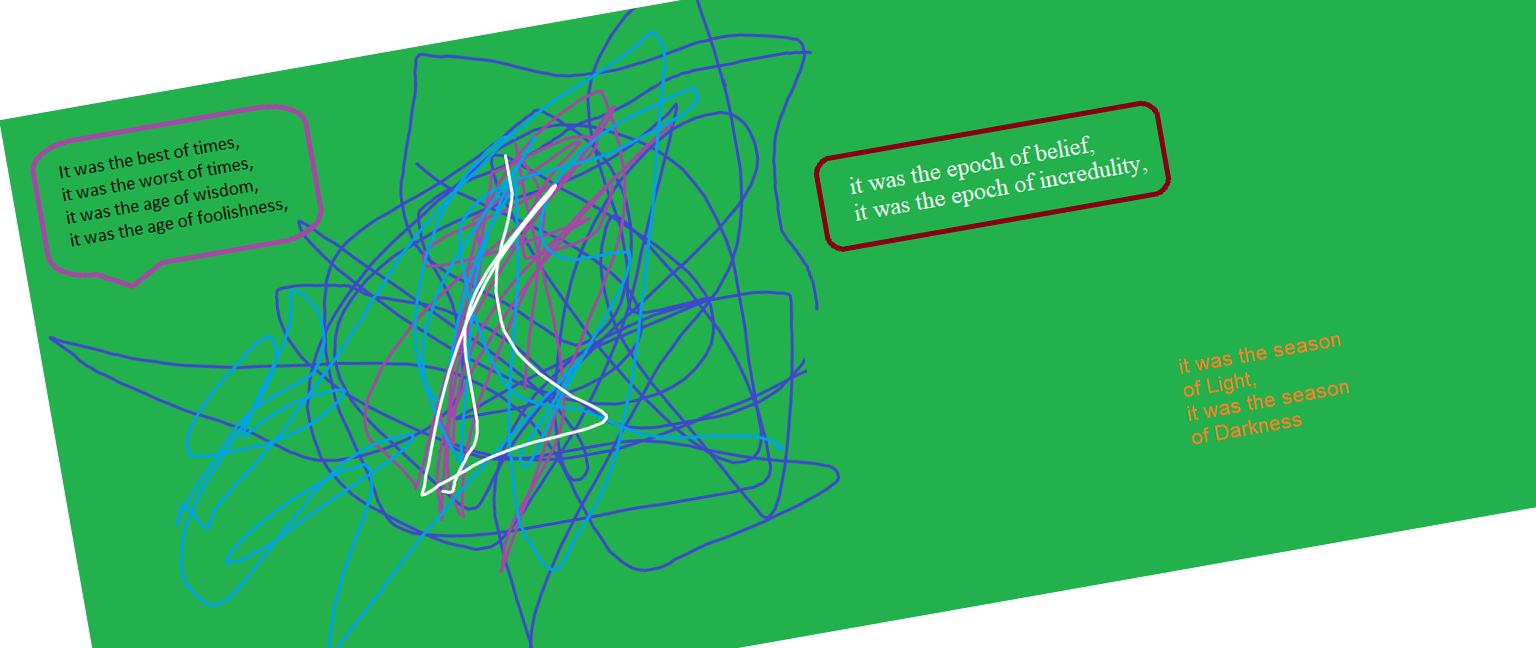 It was the best of times,
it was the worst of times,
it was the age of wisdom,
it was the age of foolishness,
it was the epoch of belief,
it was the epoch of incredulity,
it was the season
of Light,
it was the season
of Darkness